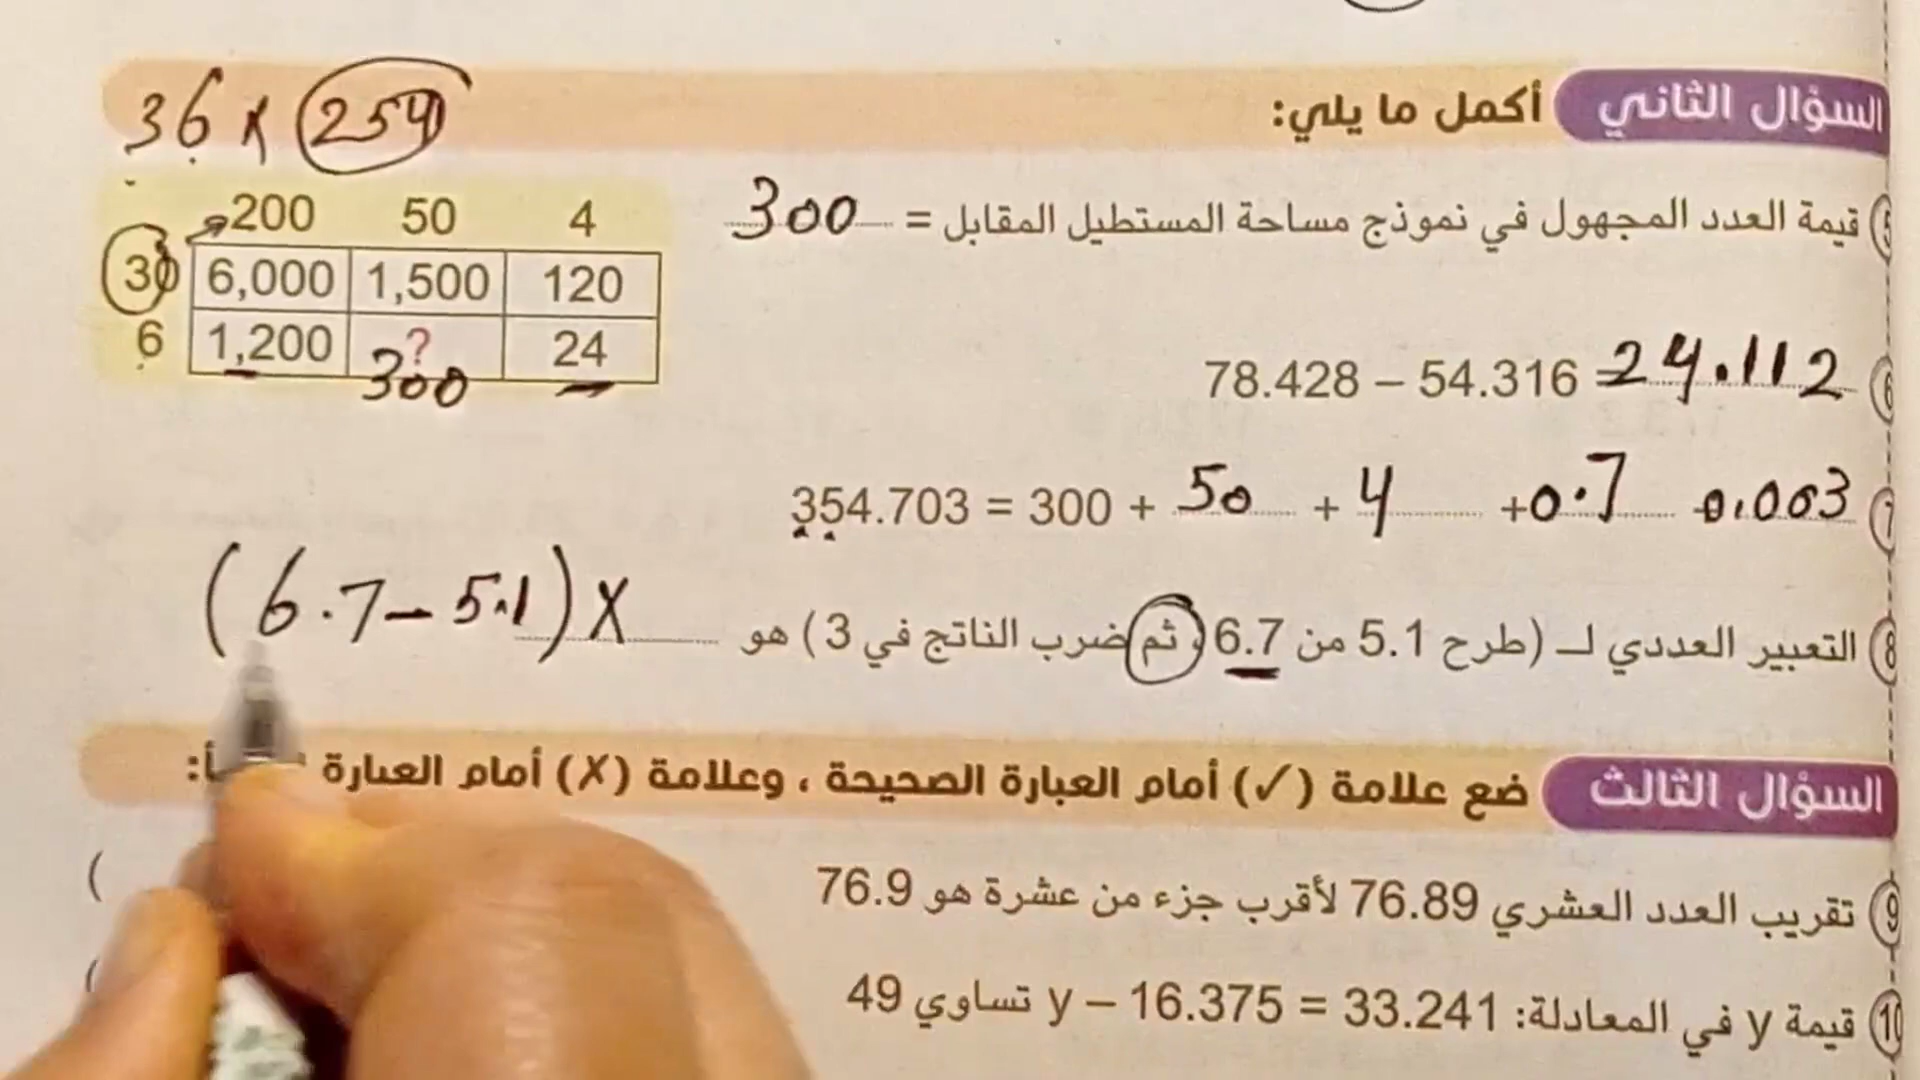 السؤال الثاني أكمل ما يلي:
36 x 254
5 قيمة العدد المجهول في نموذج مساحة المستطيل المقابل = 300
200 50 4
30 6,000 1,500 120
6 1,200 ? 24
300
6 78.428 – 54.316 = 24.112
7 354.703 = 300 + 50 + 4 + 0.7 0.003
8 التعبير العددي لـ (طرح 5.1 من 6.7، ثم ضرب الناتج في 3) هو (6.7 – 5.1) X
السؤال الثالث ضع علامة (✓) أمام العبارة الصحيحة ، وعلامة (X) أمام العبارة
9 تقريب العدد العشري 76.89 لأقرب جزء من عشرة هو 76.9 (
10 قيمة y في المعادلة: y – 16.375 = 33.241 تساوي 49 (